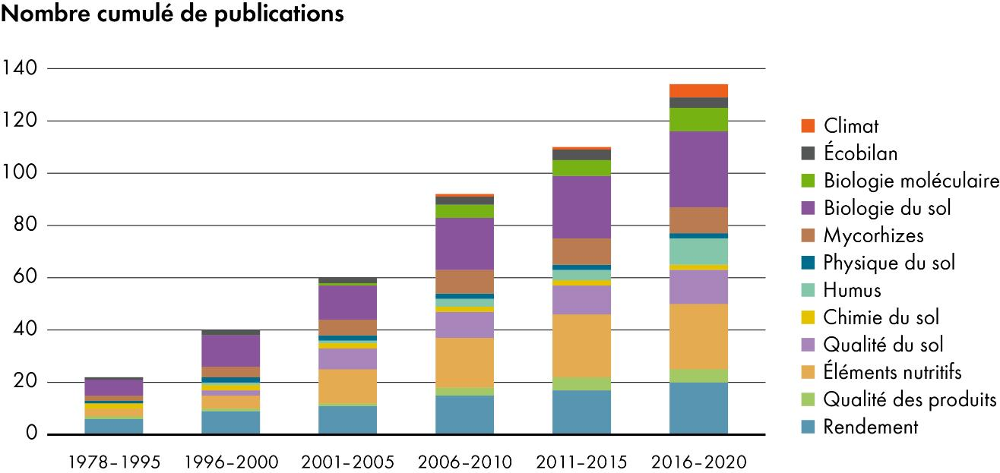 Nombre cumulé de publications
140
120
100
80
60
40
20
0
1978–1995
1996–2000
2001–2005
2006–2010
2011–2015
2016–2020
Climat
Écobilan
Biologie moléculaire
Biologie du sol
Mycorhizes
Physique du sol
Humus
Chimie du sol
Qualité du sol
Éléments nutritifs
Qualité des produits
Rendement